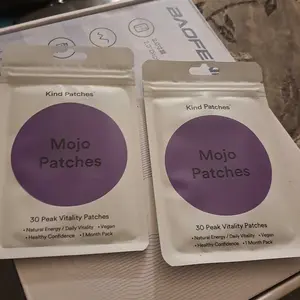 BAOFENG
Kind Patches
Mojo
Patches
30 Peak Vitality Patches
• Natural Energy / Daily Vitality • Vegan
• Healthy Confidence • 1 Month Pack
Kind Patches
Mojo
Patches
30 Peak Vitality Patches
• Natural Energy / Daily Vitality • Vegan
• Healthy Confidence • 1 Month Pack